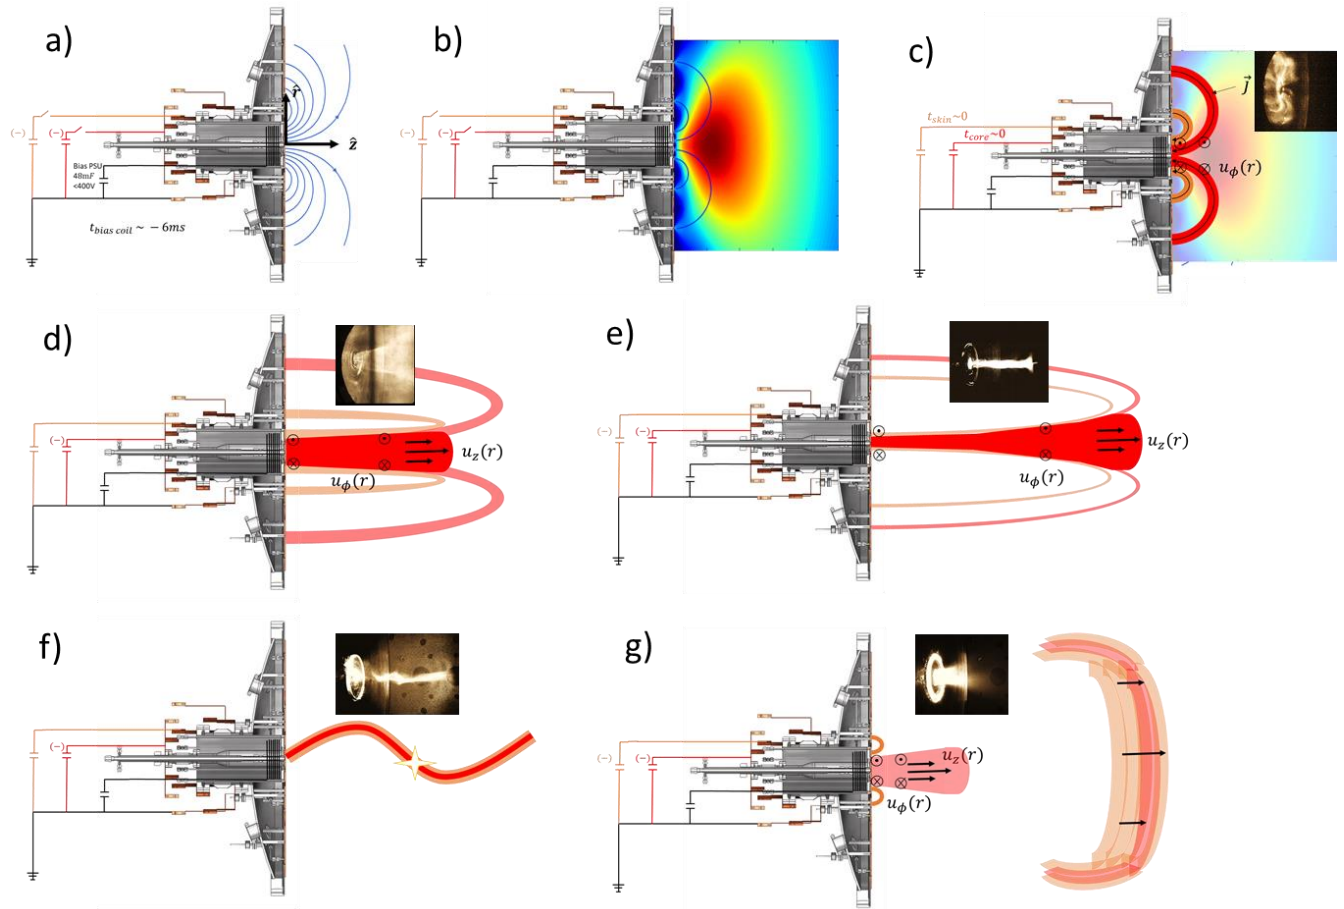 a)
r̂
ẑ
(−)
(−)
Bias PSU
48mF
<400V
t_bias coil ~ − 6ms
b)
(−)
(−)
c)
J⃗
t_skin~0
t_core~0
(−)
(−)
u_ϕ(r)
d)
(−)
u_z(r)
u_ϕ(r)
e)
(−)
(−)
u_z(r)
u_ϕ(r)
f)
(−)
g)
(−)
u_z(r)
u_ϕ(r)